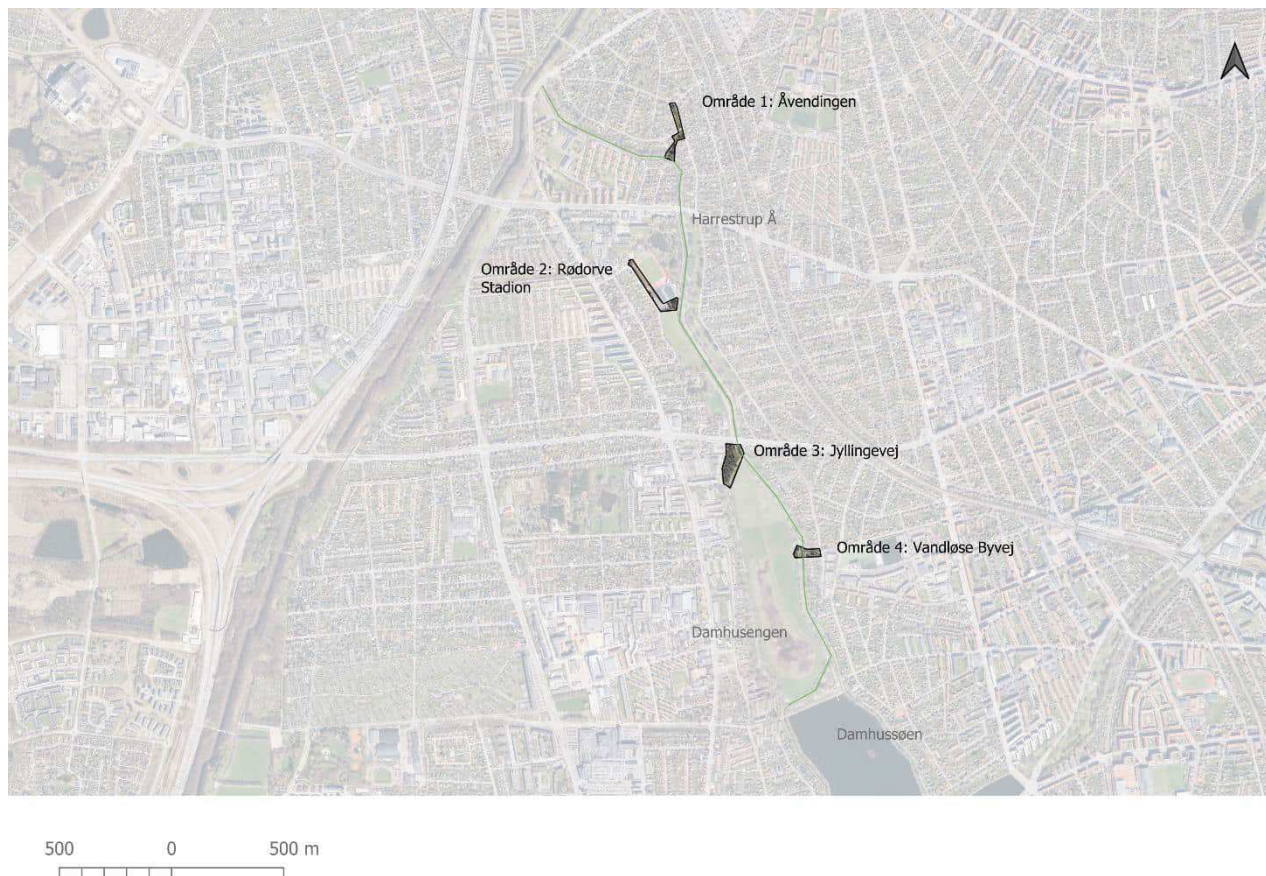 Område 1: Åvendingen
Harrestrup Å
Område 2: Rødorve
Stadion
Område 3: Jyllingevej
Område 4: Vandløse Byvej
Damhusengen
Damhussøen
500 0 500 m